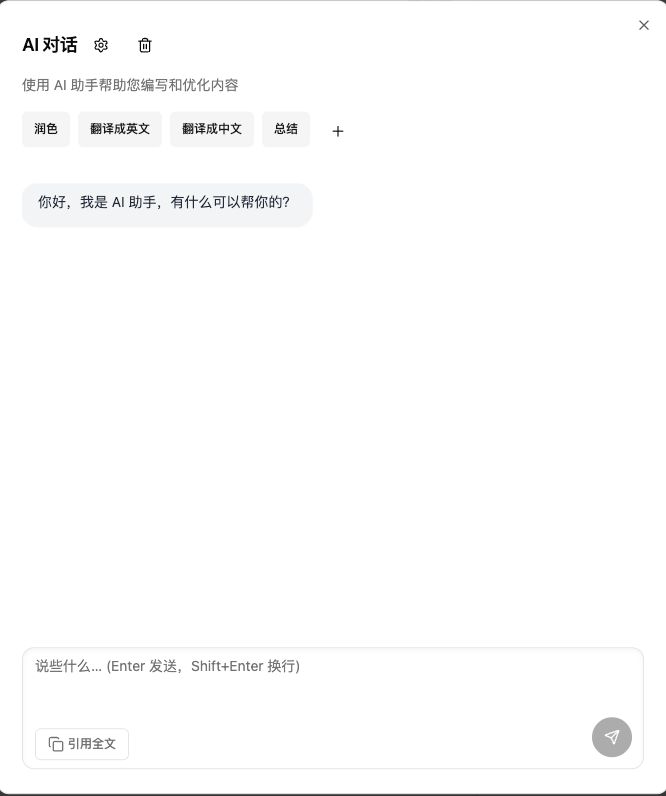 AI 对话
使用 AI 助手帮助您编写和优化内容
润色 翻译成英文 翻译成中文 总结
你好，我是 AI 助手，有什么可以帮你的?
说些什么... (Enter 发送，Shift+Enter 换行)
引用全文